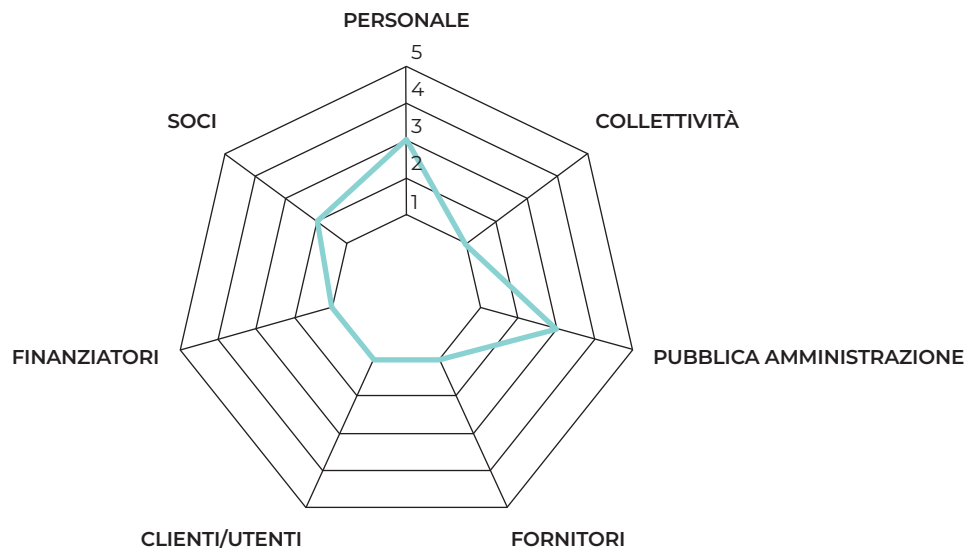 PERSONALE
5
4
3
2
1
SOCI
COLLETTIVITÀ
FINANZIATORI
PUBBLICA AMMINISTRAZIONE
CLIENTI/UTENTI
FORNITORI